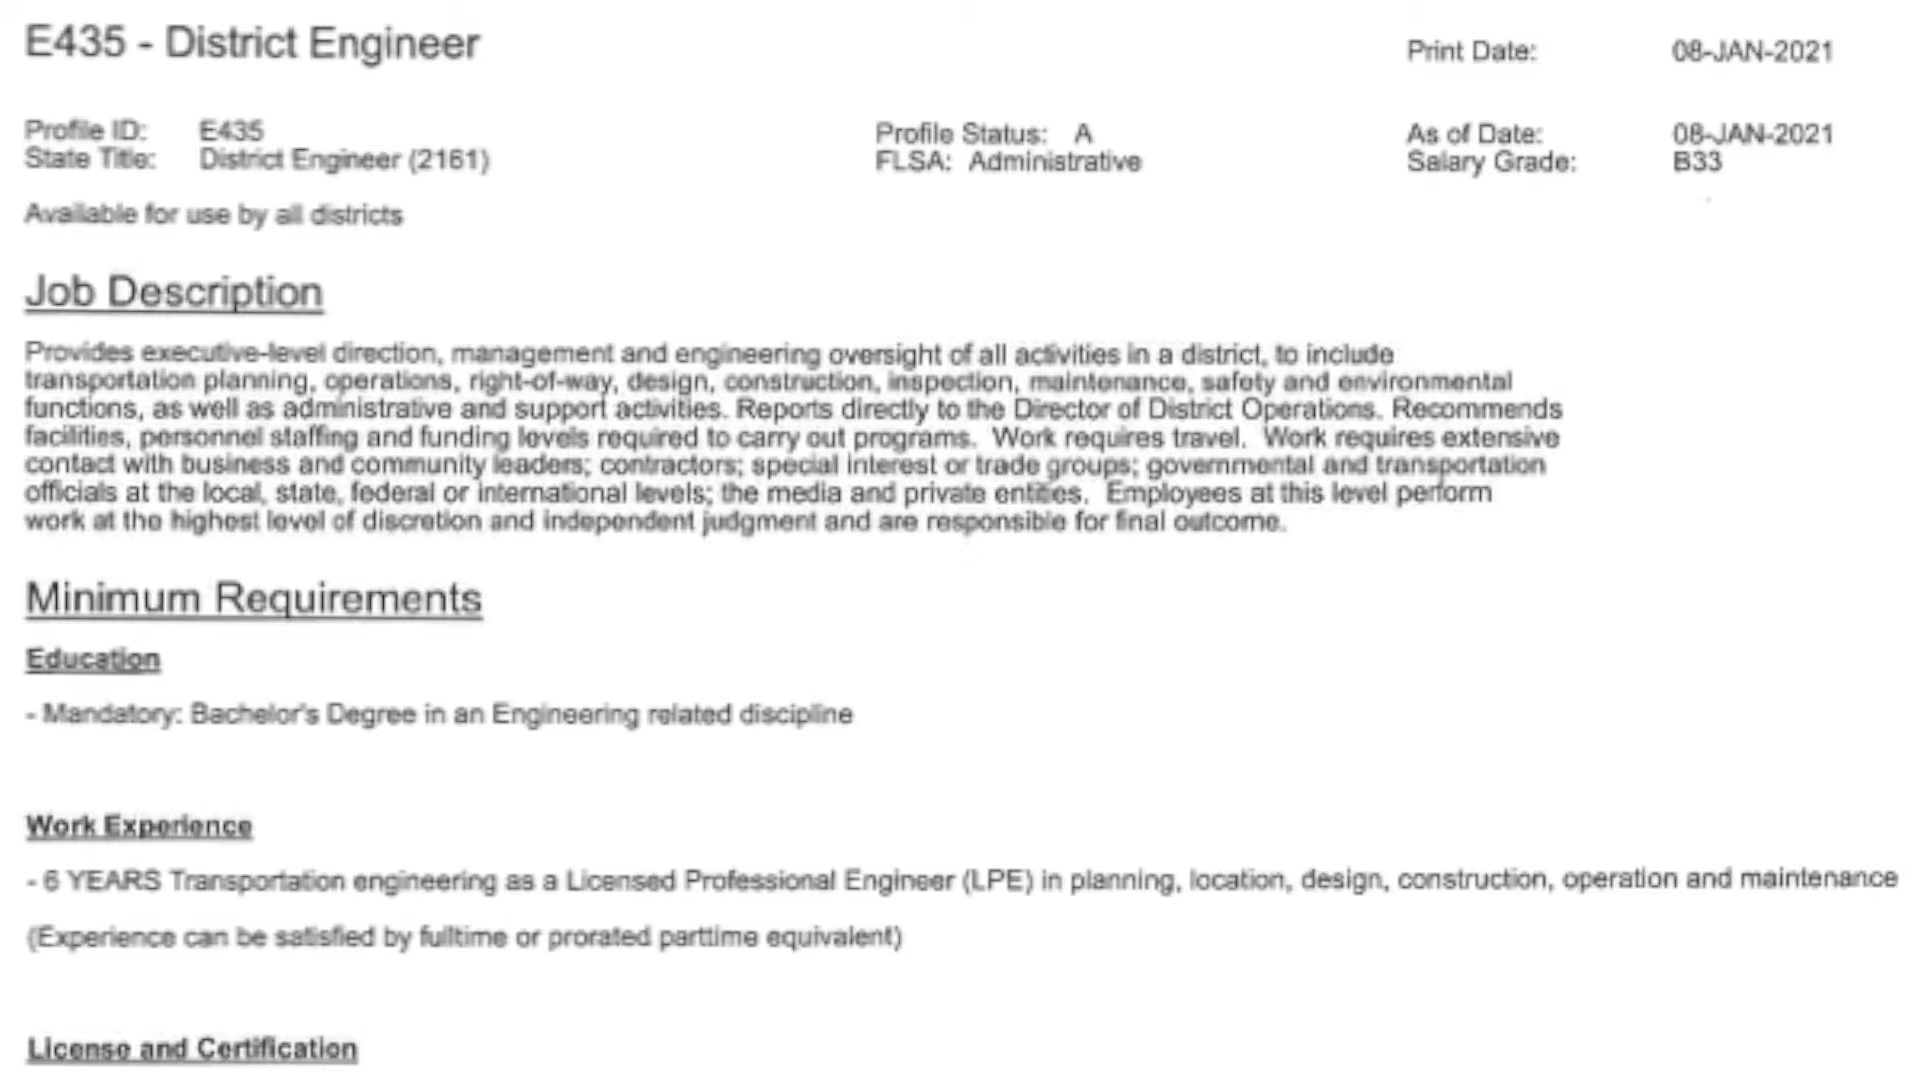 E435 - District Engineer
Print Date: 08-JAN-2021
Profile ID: E435
Profile Status: A
As of Date: 08-JAN-2021
State Title: District Engineer (2161)
FLSA: Administrative
Salary Grade: B33
Available for use by all districts
Job Description
Provides executive-level direction, management and engineering oversight of all activities in a district, to include
transportation planning, operations, right-of-way, design, construction, inspection, maintenance, safety and environmental
functions, as well as administrative and support activities. Reports directly to the Director of District Operations. Recommends
facilities, personnel staffing and funding levels required to carry out programs. Work requires travel. Work requires extensive
contact with business and community leaders; contractors; special interest or trade groups; governmental and transportation
officials at the local, state, federal or international levels; the media and private entities. Employees at this level perform
work at the highest level of discretion and independent judgment and are responsible for final outcome.
Minimum Requirements
Education
- Mandatory: Bachelor's Degree in an Engineering related discipline
Work Experience
- 6 YEARS Transportation engineering as a Licensed Professional Engineer (LPE) in planning, location, design, construction, operation and maintenance
(Experience can be satisfied by fulltime or prorated parttime equivalent)
License and Certification